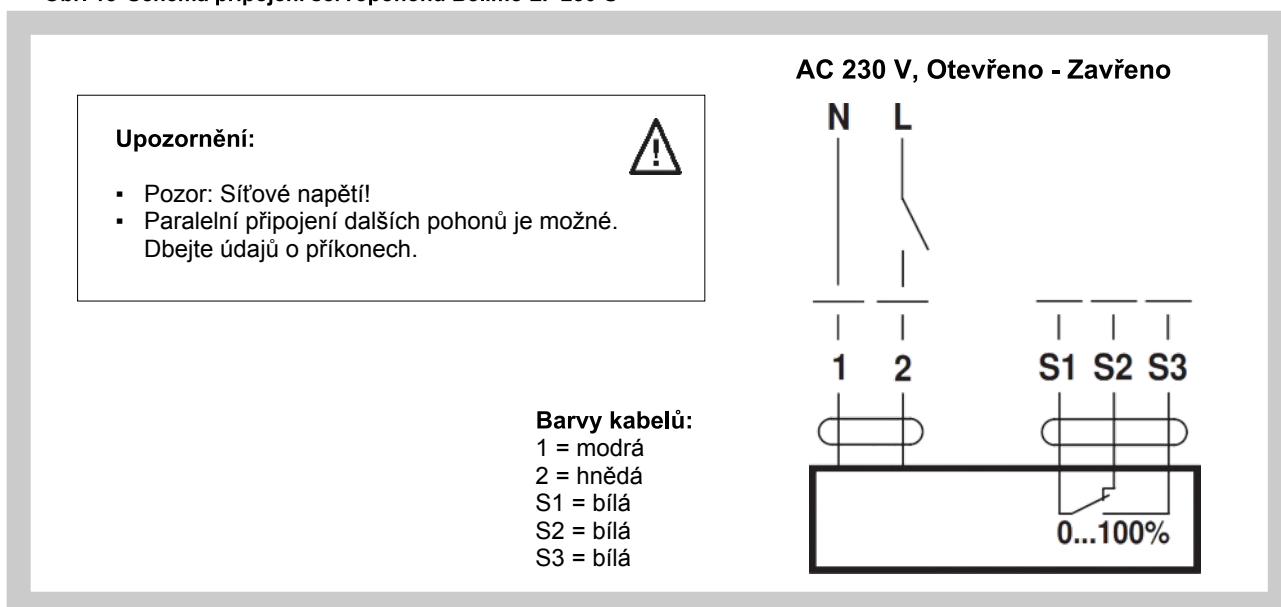 AC 230 V, Otevřeno - Zavřeno
N L
Upozornění:
▪ Pozor: Síťové napětí!
▪ Paralelní připojení dalších pohonů je možné.
Dbejte údajů o příkonech.
1 2 S1 S2 S3
Barvy kabelů:
1 = modrá
2 = hnědá
S1 = bílá
S2 = bílá
S3 = bílá
0...100%